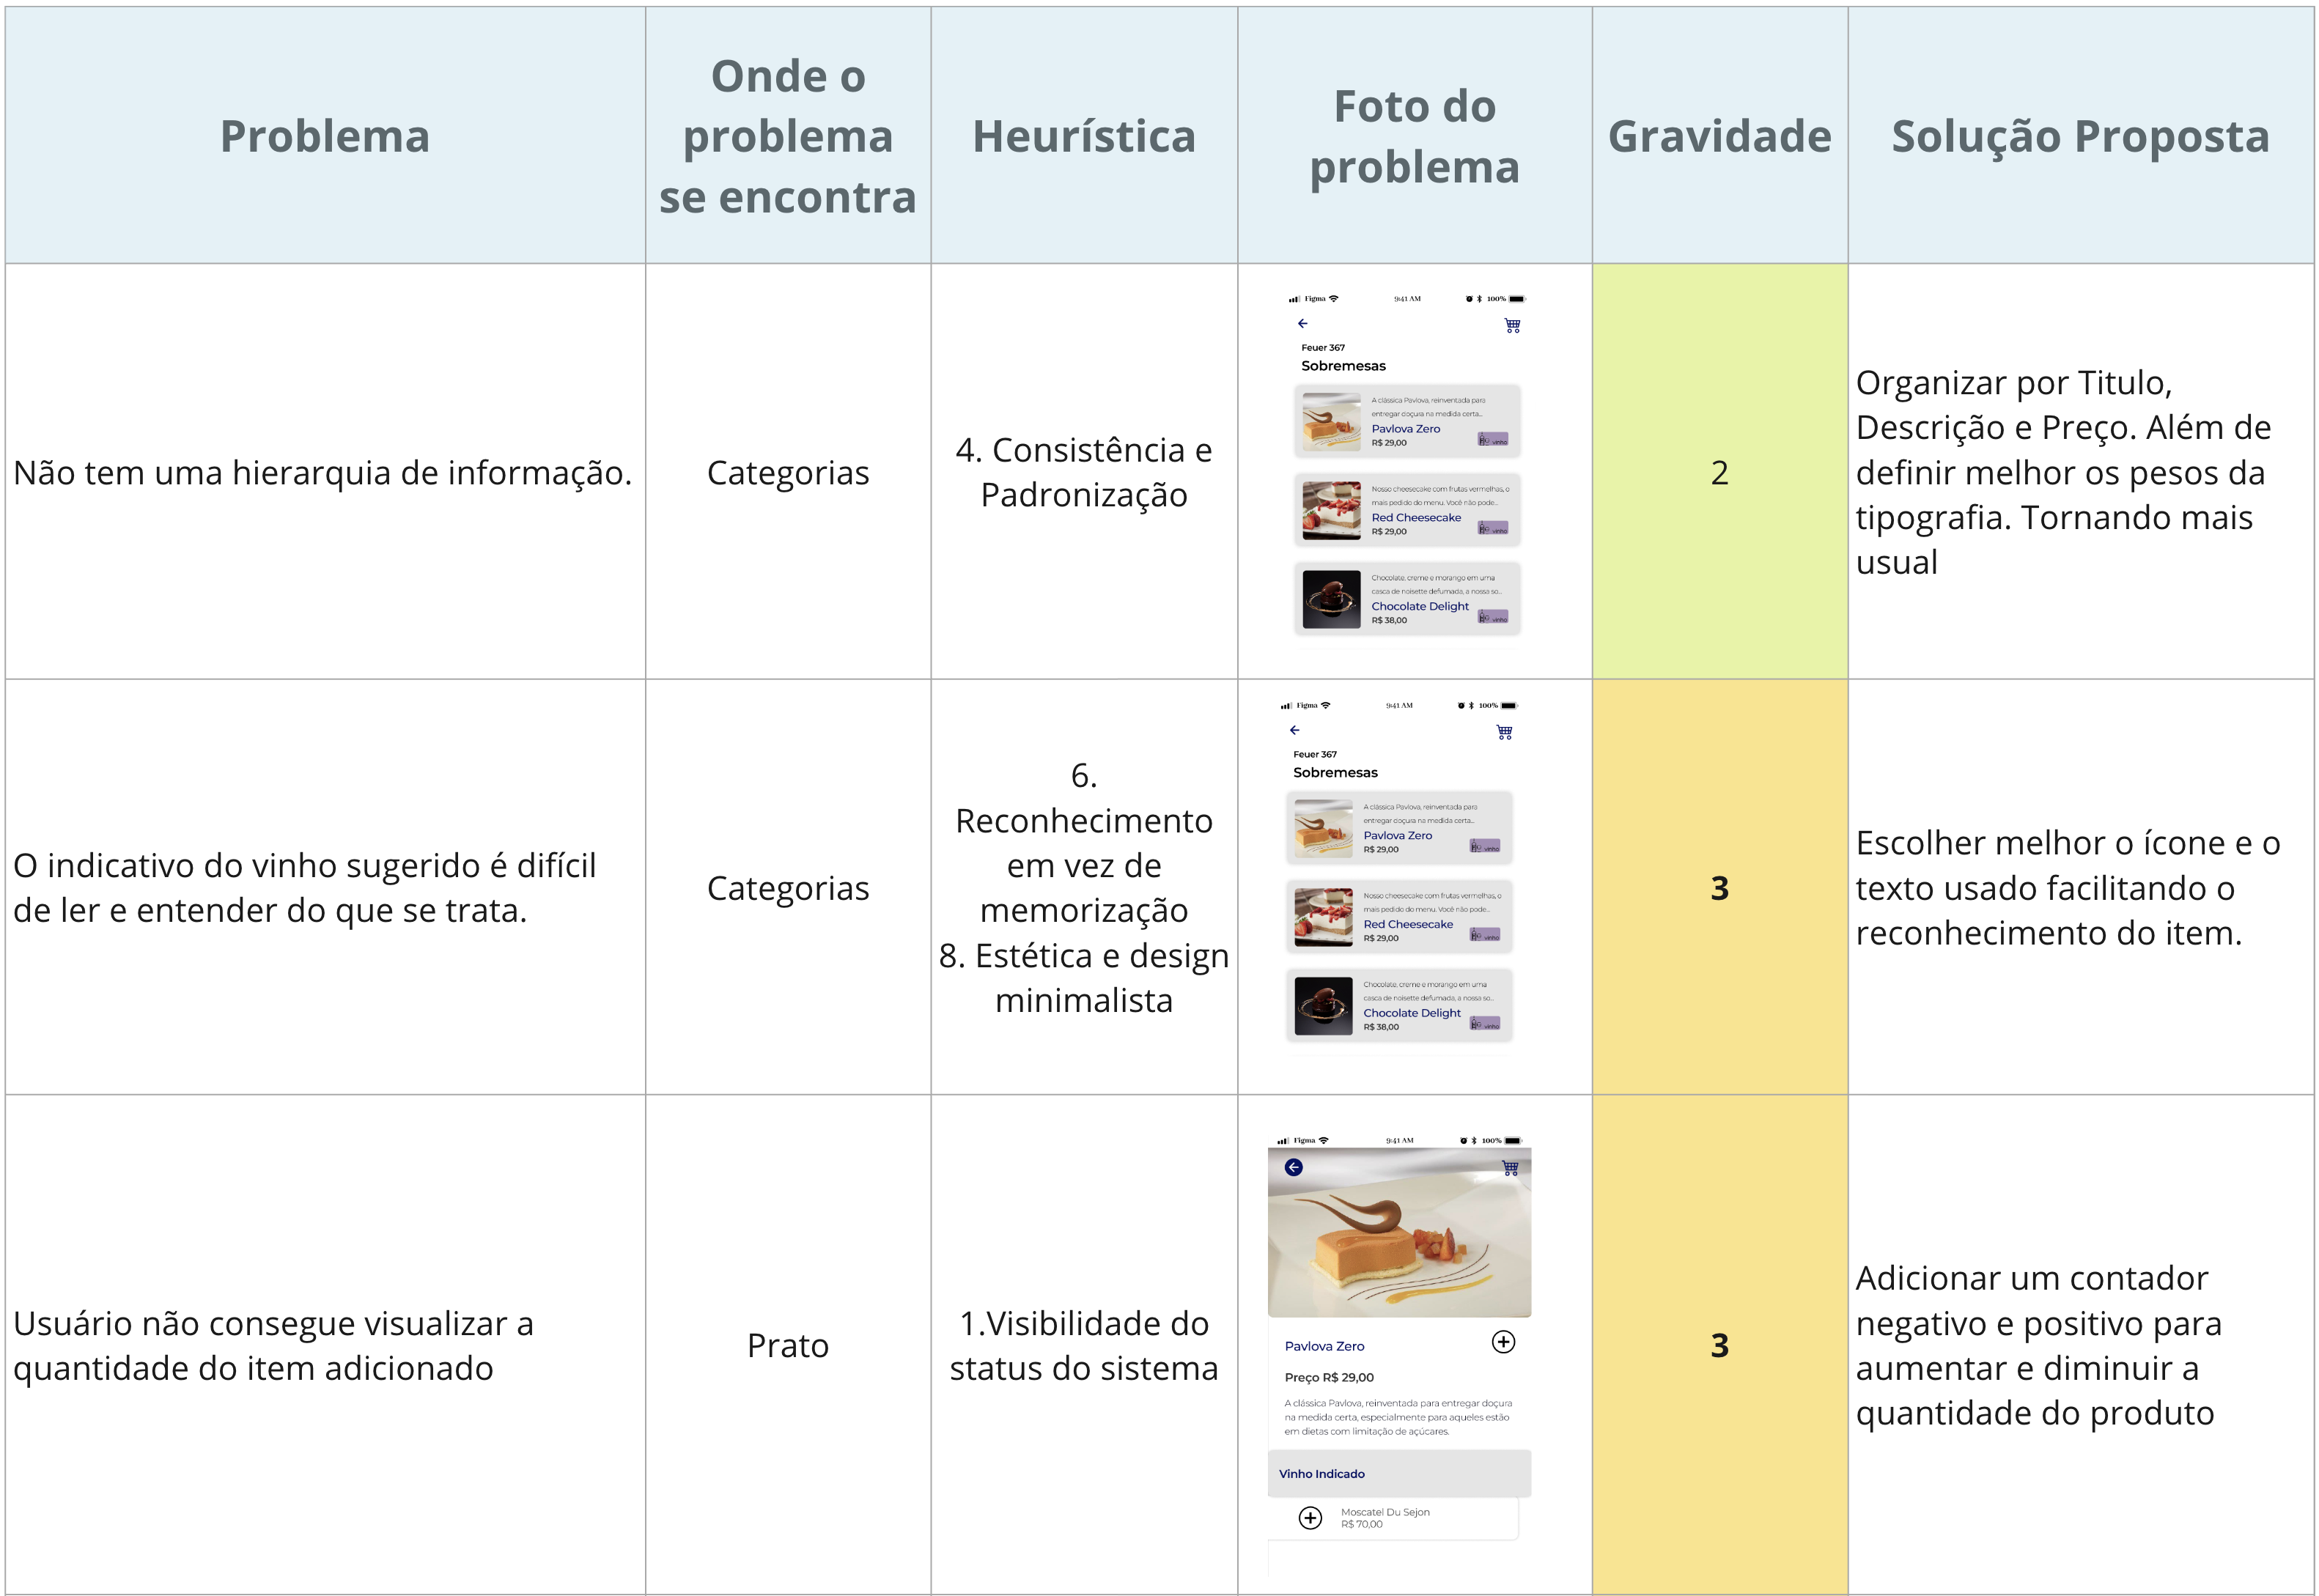 Problema
Onde o
problema
se encontra
Heurística
Foto do
problema
Gravidade
Solução Proposta
Não tem uma hierarquia de informação.
Categorias
4. Consistência e
Padronização
Figma
9:41 AM
100%
Feuer 367
Sobremesas
A clássica Pavlova, reinventada para
entregar doçura na medida certa...
Pavlova Zero
R$ 29,00
vinho
Nosso cheesecake com frutas vermelhas, o
mais pedido do menu. Você não pode...
Red Cheesecake
R$ 29,00
vinho
Chocolate, creme e morango em uma
casca de noisette defumada, a nossa so...
Chocolate Delight
R$ 38,00
vinho
2
Organizar por Titulo,
Descrição e Preço. Além de
definir melhor os pesos da
tipografia. Tornando mais
usual
O indicativo do vinho sugerido é difícil
de ler e entender do que se trata.
Categorias
6.
Reconhecimento
em vez de
memorização
8. Estética e design
minimalista
Figma
9:41 AM
100%
Feuer 367
Sobremesas
A clássica Pavlova, reinventada para
entregar doçura na medida certa...
Pavlova Zero
R$ 29,00
vinho
Nosso cheesecake com frutas vermelhas, o
mais pedido do menu. Você não pode...
Red Cheesecake
R$ 29,00
vinho
Chocolate, creme e morango em uma
casca de noisette defumada, a nossa so...
Chocolate Delight
R$ 38,00
vinho
3
Escolher melhor o ícone e o
texto usado facilitando o
reconhecimento do item.
Usuário não consegue visualizar a
quantidade do item adicionado
Prato
1.Visibilidade do
status do sistema
Figma
9:41 AM
100%
Pavlova Zero
Preço R$ 29,00
A clássica Pavlova, reinventada para entregar doçura
na medida certa, especialmente para aqueles estão
em dietas com limitação de açúcares.
Vinho Indicado
Moscatel Du Sejon
R$ 70,00
3
Adicionar um contador
negativo e positivo para
aumentar e diminuir a
quantidade do produto